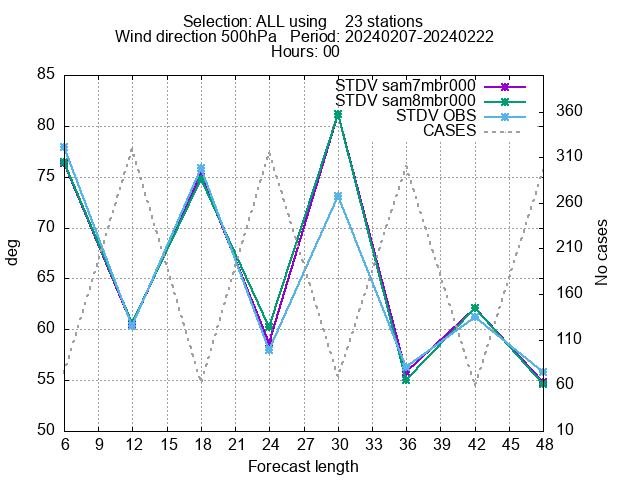 Selection: ALL using    23 stations
Wind direction 500hPa   Period: 20240207-20240222
Hours: 00
STDV sam7mbr000
STDV sam8mbr000
STDV OBS
CASES
85
80
75
70
65
60
55
50
deg
360
310
260
210
160
110
60
10
No cases
6 9 12 15 18 21 24 27 30 33 36 39 42 45 48
Forecast length